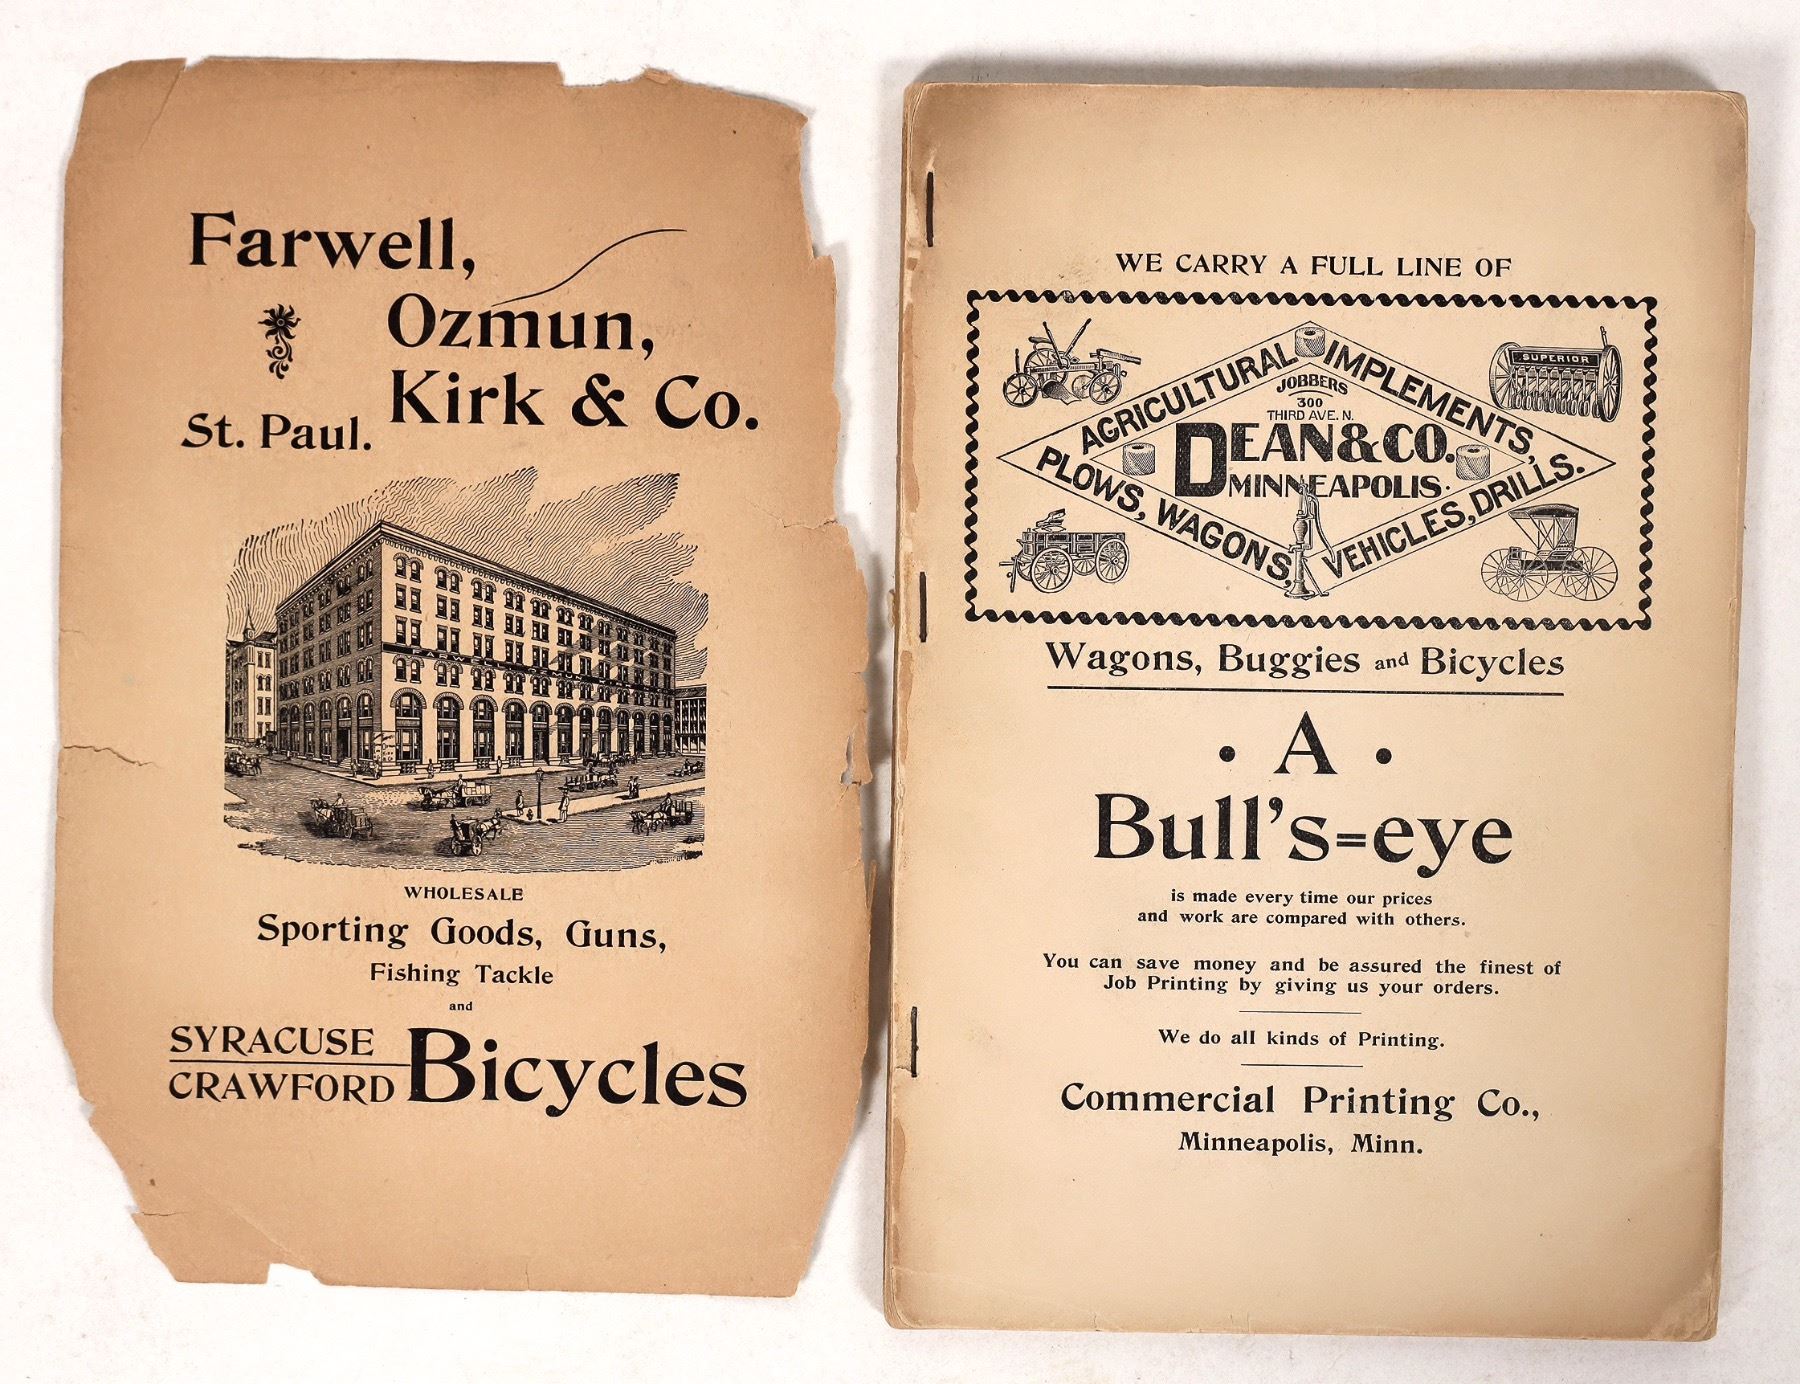 Farwell,
Ozmun,
Kirk & Co.
St. Paul.
WHOLESALE
Sporting Goods, Guns,
Fishing Tackle
and
SYRACUSE
CRAWFORD
Bicycles
WE CARRY A FULL LINE OF
AGRICULTURAL IMPLEMENTS,
PLOWS, WAGONS, VEHICLES, DRILLS.
SUPERIOR
JOBBERS
300
THIRD AVE. N.
DEAN & CO.
MINNEAPOLIS.
Wagons, Buggies and Bicycles
• A •
Bull's=eye
is made every time our prices
and work are compared with others.
You can save money and be assured the finest of
Job Printing by giving us your orders.
We do all kinds of Printing.
Commercial Printing Co.,
Minneapolis, Minn.